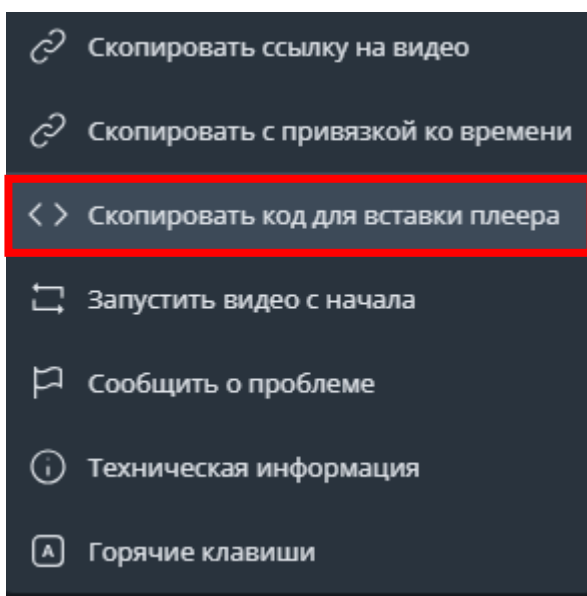 Скопировать ссылку на видео
Скопировать с привязкой ко времени
Скопировать код для вставки плеера
Запустить видео с начала
Сообщить о проблеме
Техническая информация
A Горячие клавиши